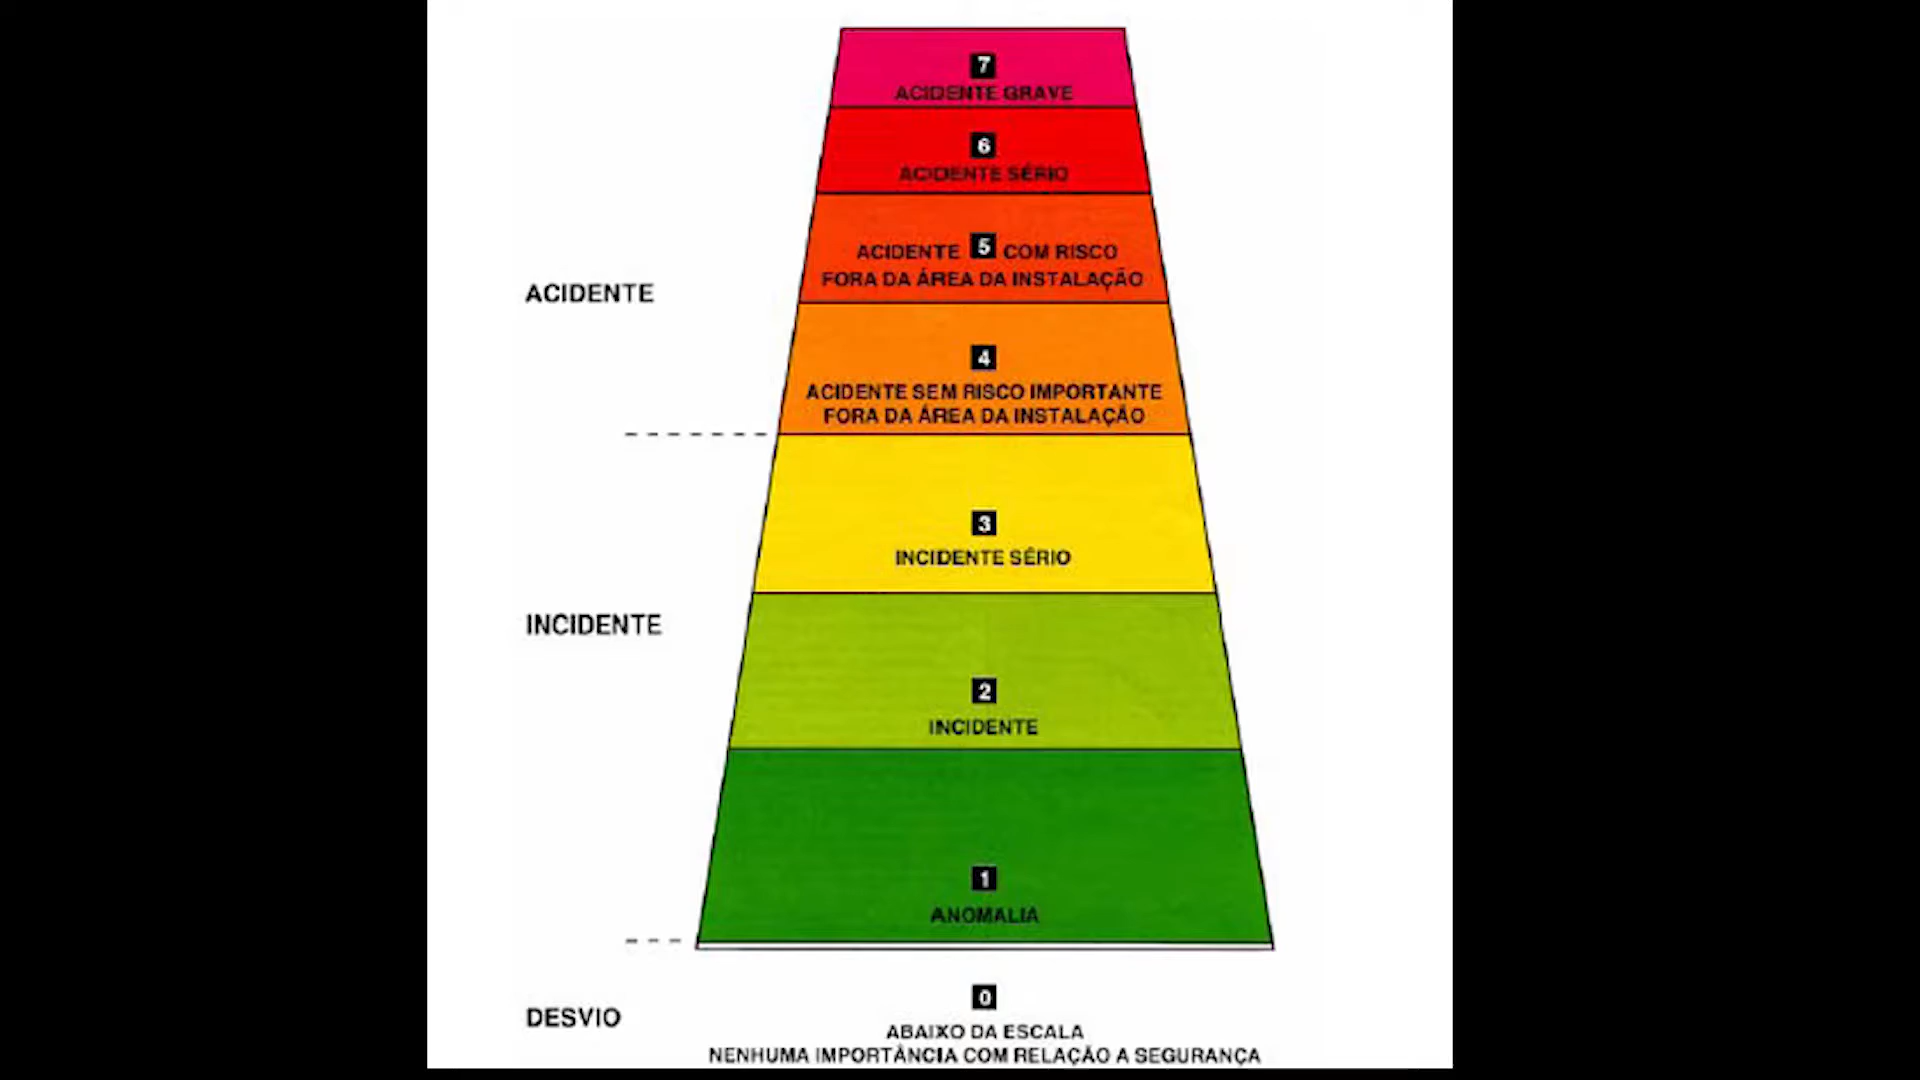 7
ACIDENTE GRAVE
6
ACIDENTE SÉRIO
ACIDENTE 5 COM RISCO
FORA DA ÁREA DA INSTALAÇÃO
ACIDENTE
4
ACIDENTE SEM RISCO IMPORTANTE
FORA DA ÁREA DA INSTALAÇÃO
3
INCIDENTE SÉRIO
INCIDENTE
2
INCIDENTE
1
ANOMALIA
0
DESVIO
ABAIXO DA ESCALA
NENHUMA IMPORTÂNCIA COM RELAÇÃO A SEGURANÇA